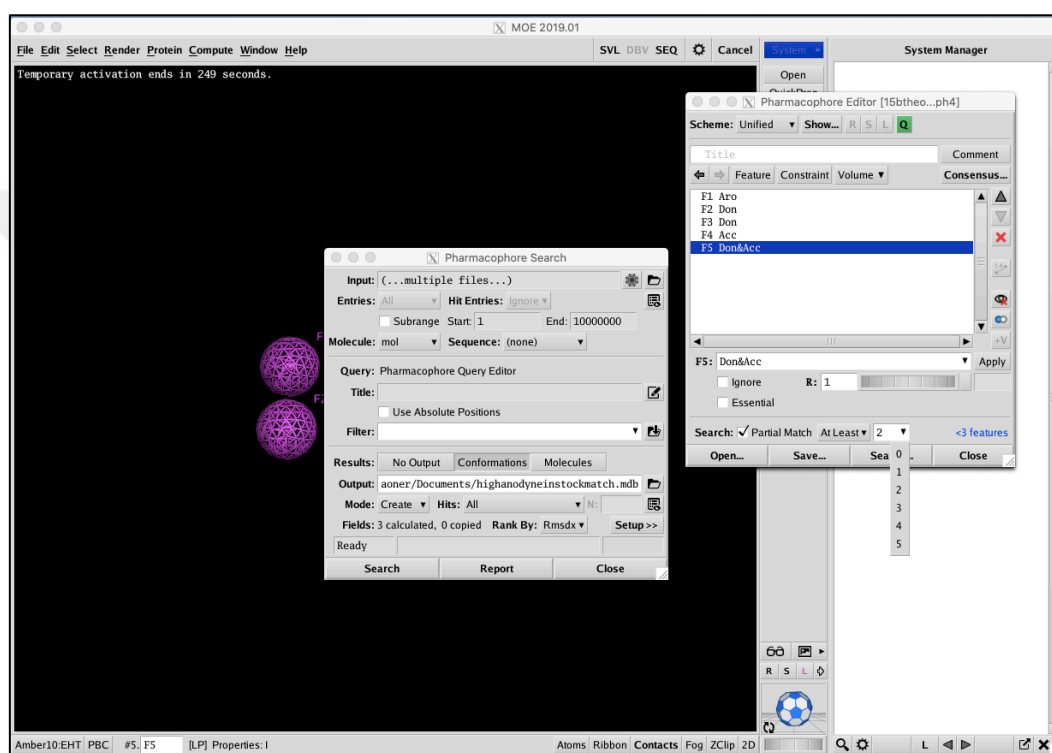 MOE 2019.01
File Edit Select Render Protein Compute Window Help
SVL DBV SEQ Cancel System System Manager
Temporary activation ends in 249 seconds.
Open
Pharmacophore Editor [15btheo...ph4]
Scheme: Unified Show... R S L Q
Title Comment
Feature Constraint Volume Consensus...
F1 Aro
F2 Don
F3 Don
F4 Acc
F5 Don&Acc
+V
F5: Don&Acc Apply
Ignore R: 1
Essential
Search: Partial Match At Least 2 <3 features
Open... Save... Close
0
1
2
3
4
5
Pharmacophore Search
Input: (...multiple files...)
Entries: All Hit Entries: Ignore
Subrange Start: 1 End: 10000000
Molecule: mol Sequence: (none)
Query: Pharmacophore Query Editor
Title:
Use Absolute Positions
Filter:
Results: No Output Conformations Molecules
Output: aoner/Documents/highanodyneinstockmatch.mdb
Mode: Create Hits: All N:
Fields: 3 calculated, 0 copied Rank By: Rmsdx Setup >>
Ready
Search Report Close
R S L
Amber10:EHT PBC #5. F5 [LP] Properties: I Atoms Ribbon Contacts Fog ZClip 2D L